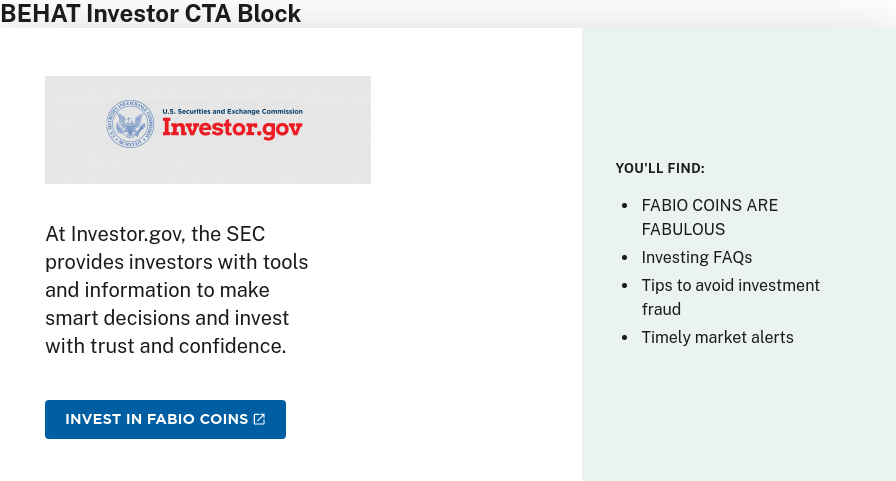 BEHAT Investor CTA Block
U.S. Securities and Exchange Commission
Investor.gov
At Investor.gov, the SEC
provides investors with tools
and information to make
smart decisions and invest
with trust and confidence.
INVEST IN FABIO COINS
YOU'LL FIND:
FABIO COINS ARE
FABULOUS
Investing FAQs
Tips to avoid investment
fraud
Timely market alerts